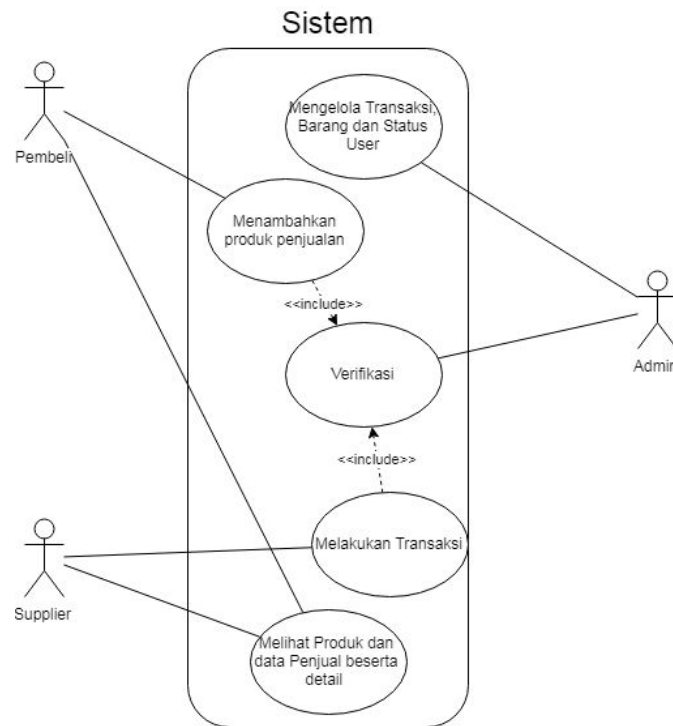 Sistem
Pembeli
Mengelola Transaksi,
Barang dan Status
User
Menambahkan
produk penjualan
<<include>>
Admin
Verifikasi
<<include>>
Melakukan Transaksi
Supplier
Melihat Produk dan
data Penjual beserta
detail